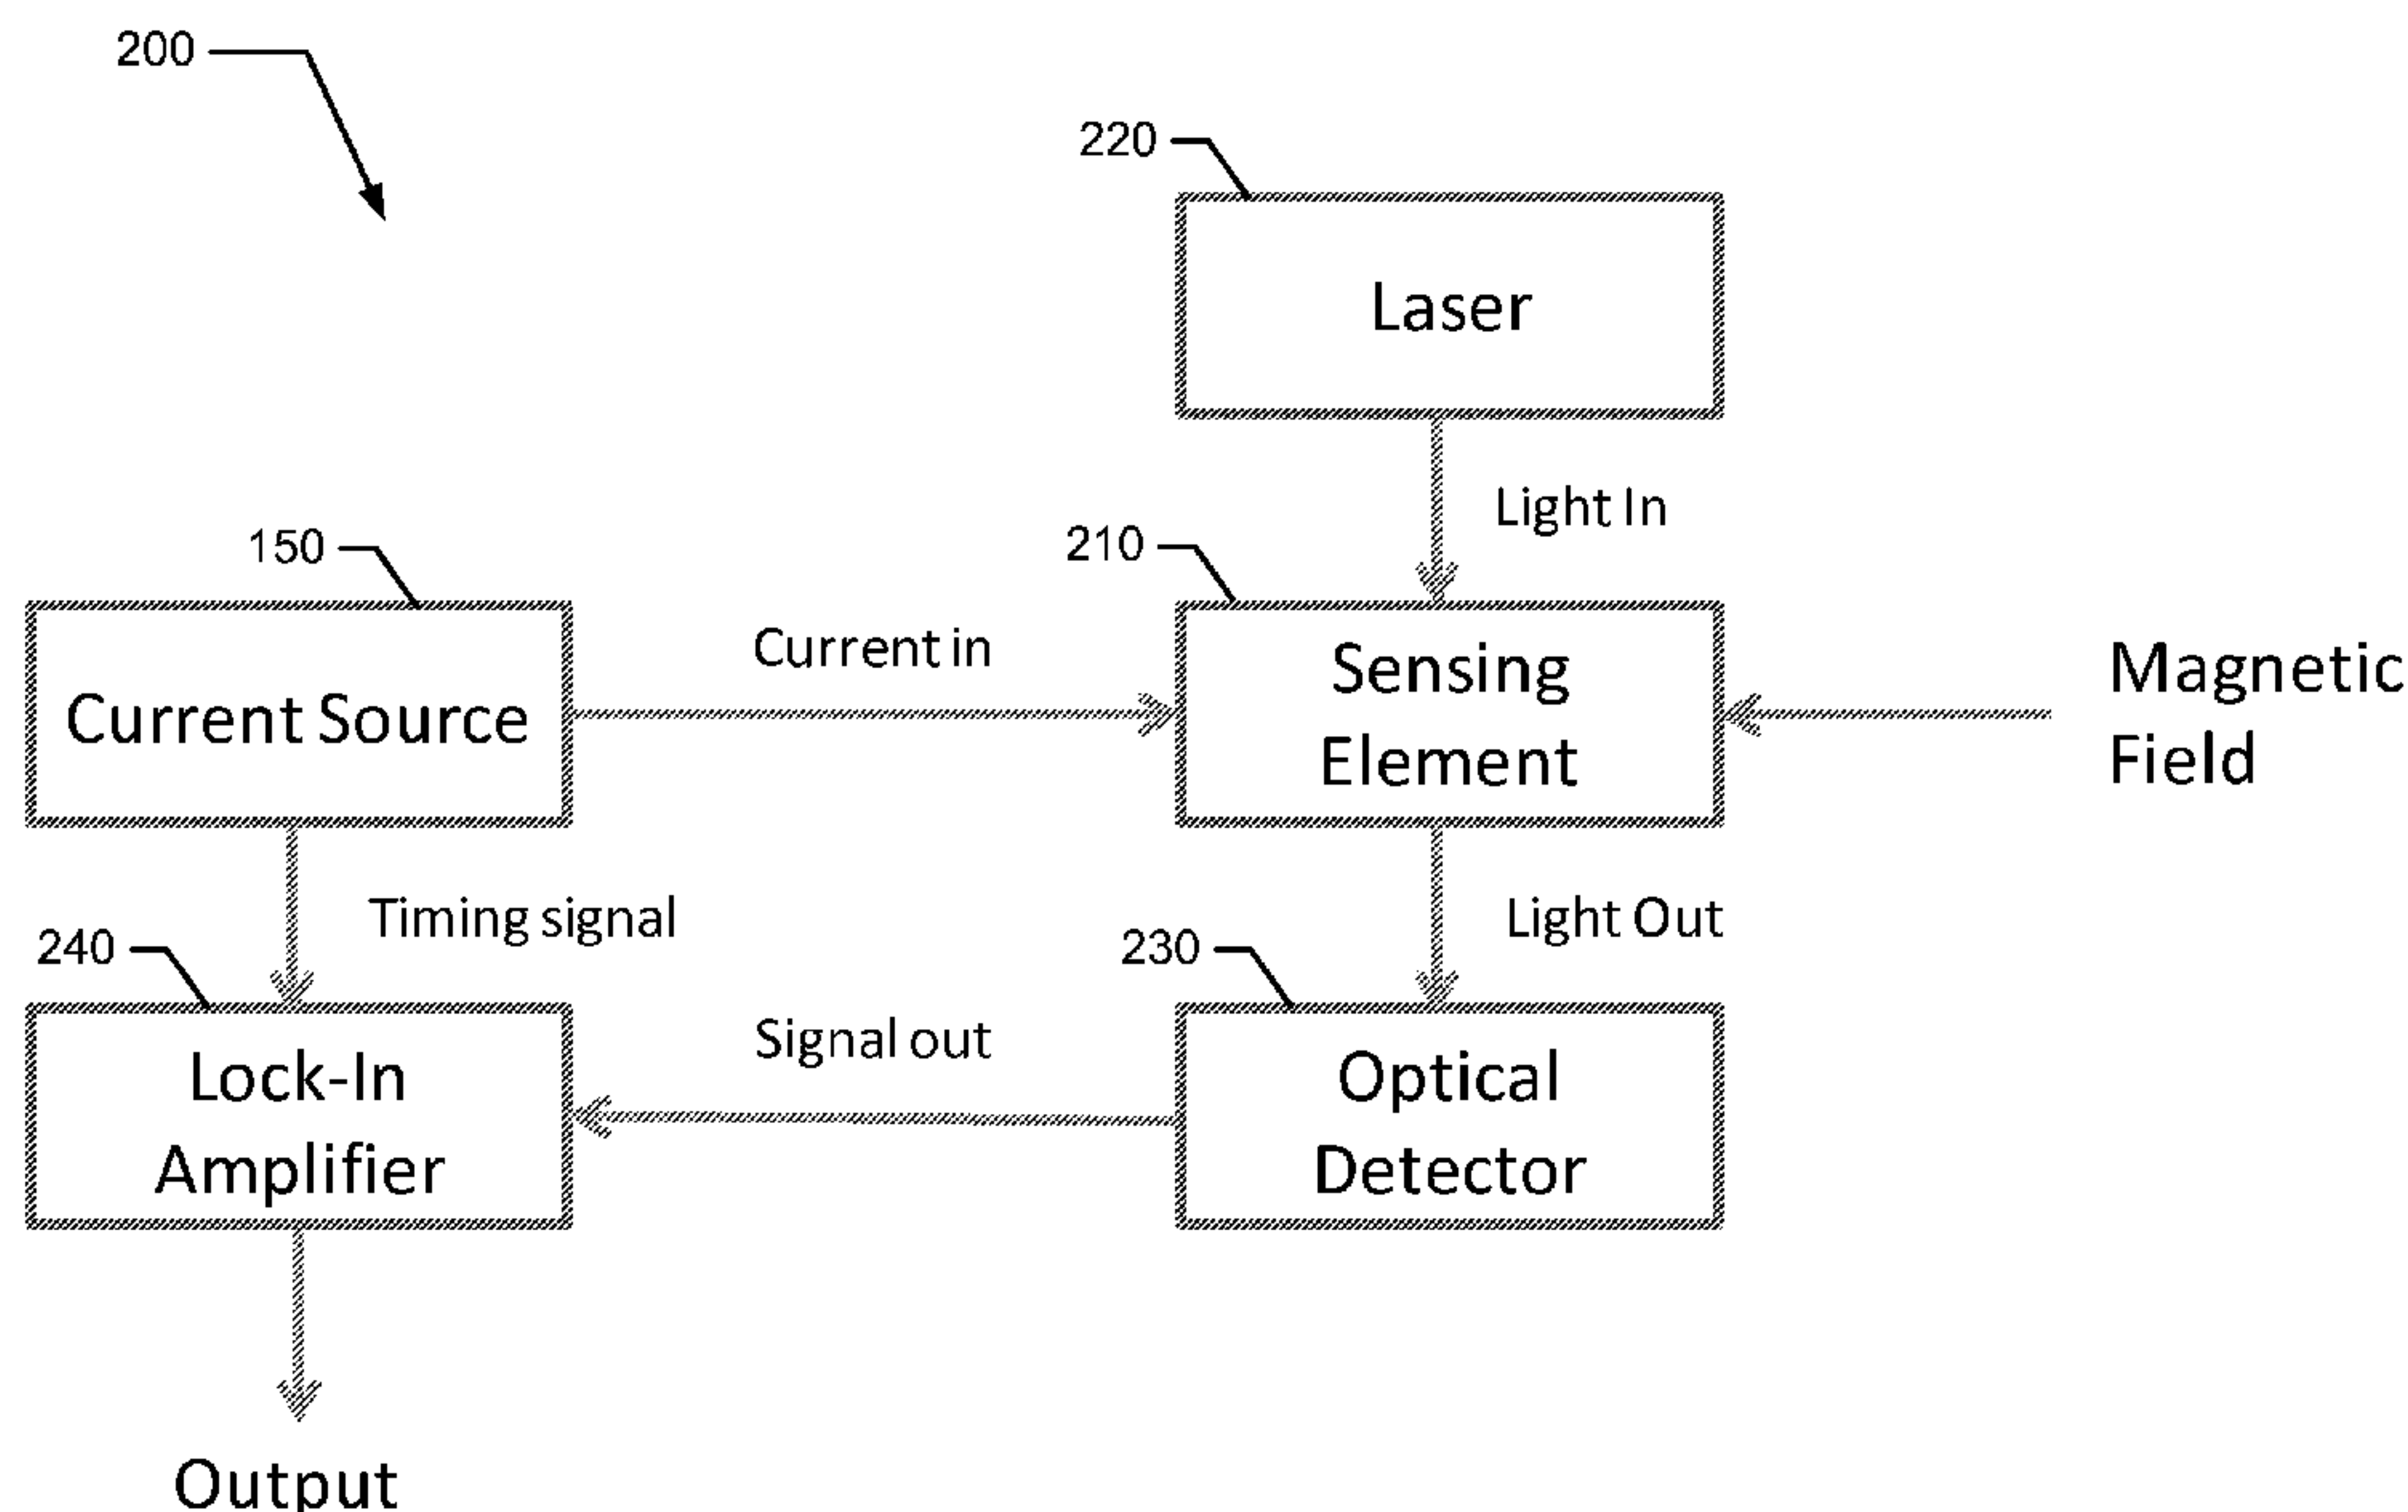 200
220
Laser
Light In
150
210
Current Source
Current in
Sensing
Element
Magnetic
Field
Timing signal
Light Out
240
230
Lock-In
Amplifier
Signal out
Optical
Detector
Output